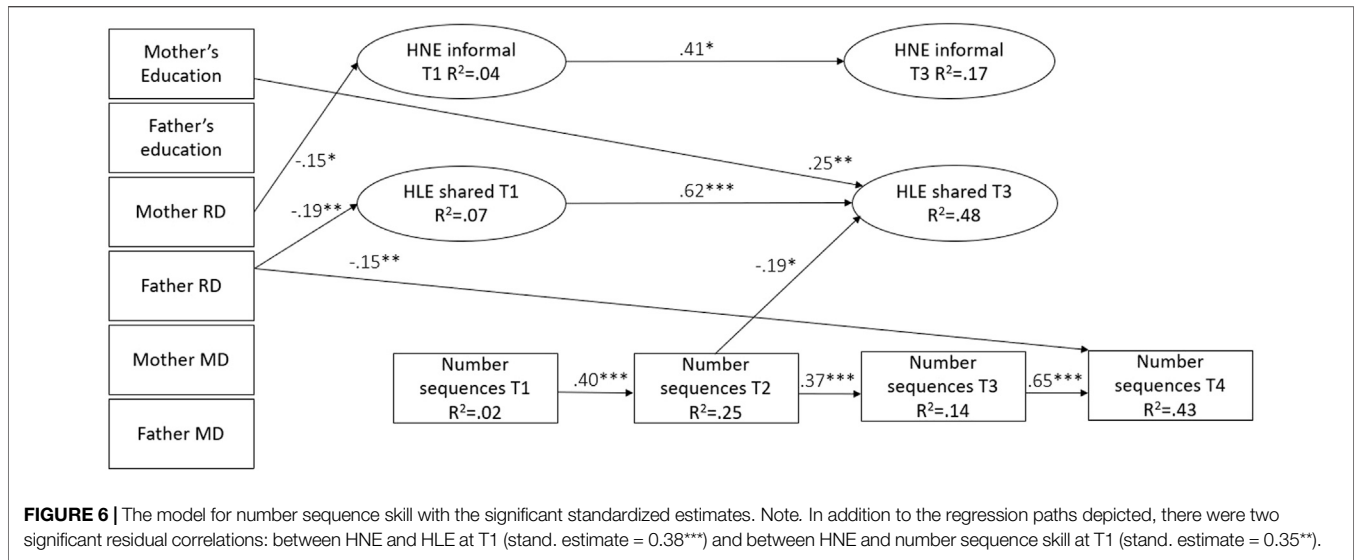 Mother's
Education
Father's
education
Mother RD
Father RD
Mother MD
Father MD
HNE informal
T1 R²=.04
.41*
HNE informal
T3 R²=.17
-.15*
.25**
HLE shared T1
R²=.07
-.19**
.62***
HLE shared T3
R²=.48
-.15**
-.19*
Number
sequences T1
R²=.02
.40***
Number
sequences T2
R²=.25
.37***
Number
sequences T3
R²=.14
.65***
Number
sequences T4
R²=.43
FIGURE 6 | The model for number sequence skill with the significant standardized estimates. Note. In addition to the regression paths depicted, there were two
significant residual correlations: between HNE and HLE at T1 (stand. estimate = 0.38***) and between HNE and number sequence skill at T1 (stand. estimate = 0.35**).